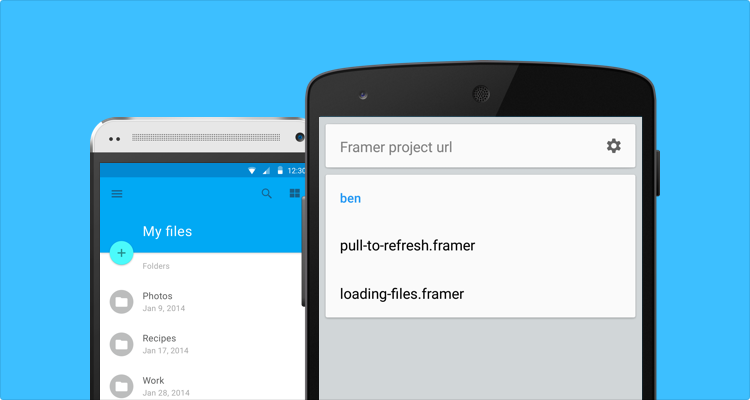 12:30
My files
Folders
Photos
Jan 9, 2014
Recipes
Jan 17, 2014
Work
Jan 28, 2014
Framer project url
ben
pull-to-refresh.framer
loading-files.framer